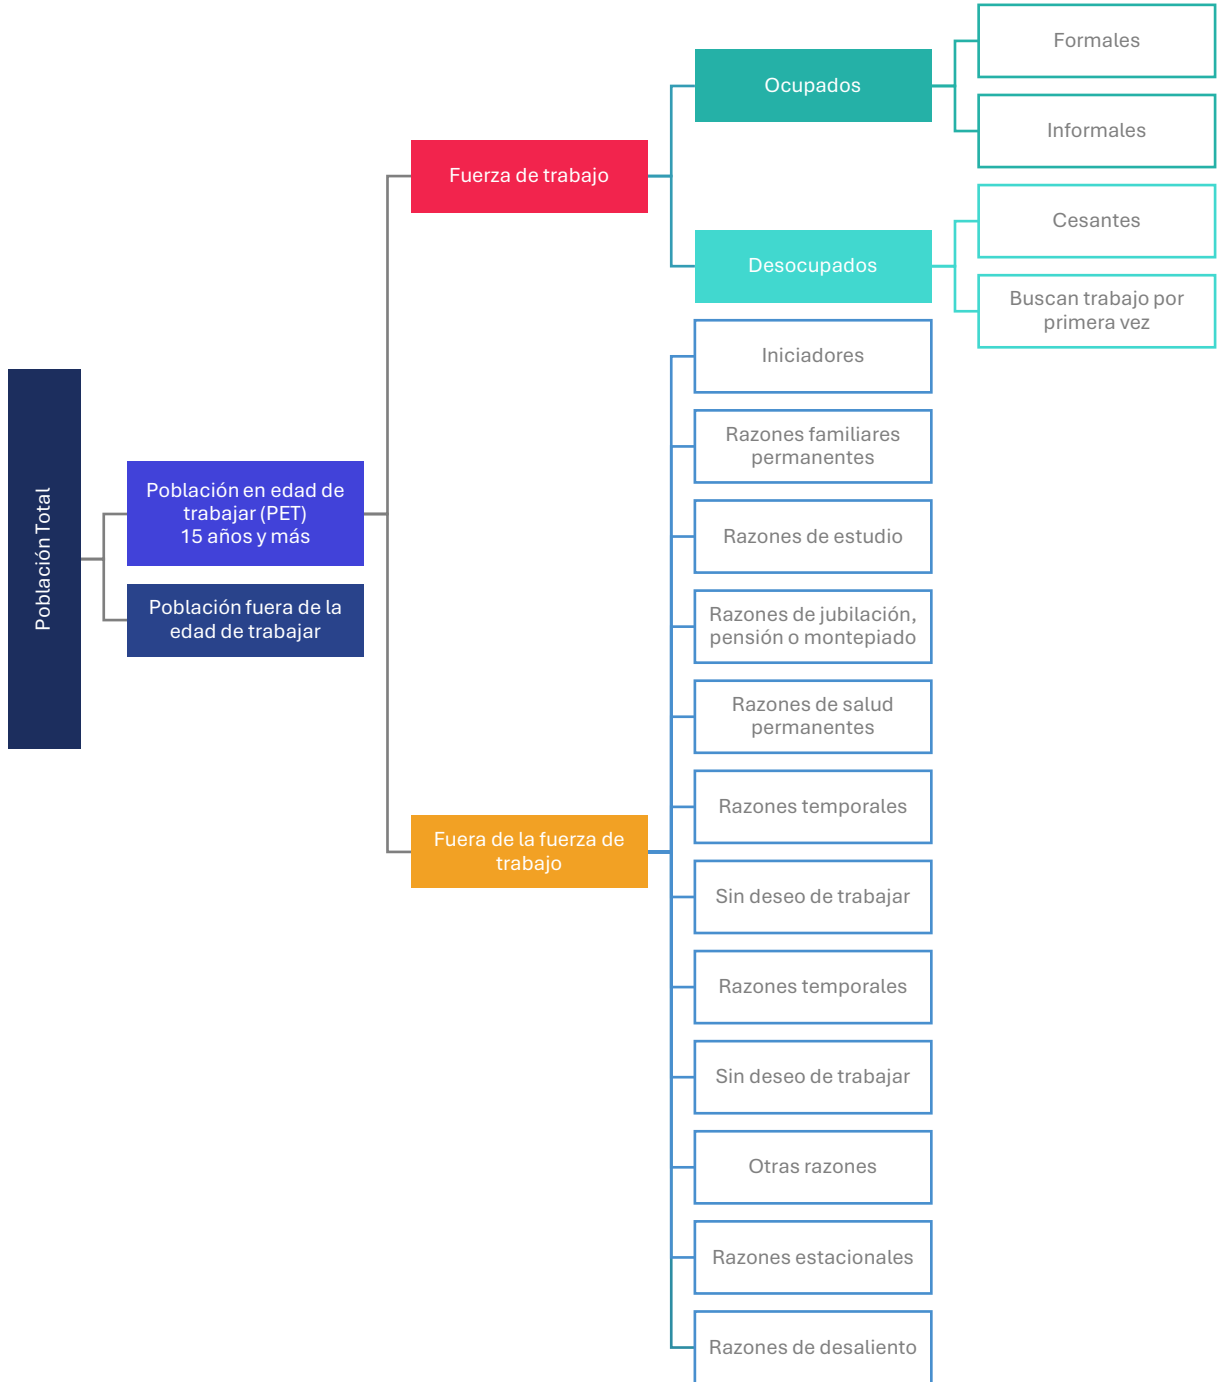 Población Total
Población en edad de
trabajar (PET)
15 años y más
Población fuera de la
edad de trabajar
Fuerza de trabajo
Fuera de la fuerza de
trabajo
Ocupados
Desocupados
Formales
Informales
Cesantes
Buscan trabajo por
primera vez
Iniciadores
Razones familiares
permanentes
Razones de estudio
Razones de jubilación,
pensión o montepiado
Razones de salud
permanentes
Razones temporales
Sin deseo de trabajar
Razones temporales
Sin deseo de trabajar
Otras razones
Razones estacionales
Razones de desaliento